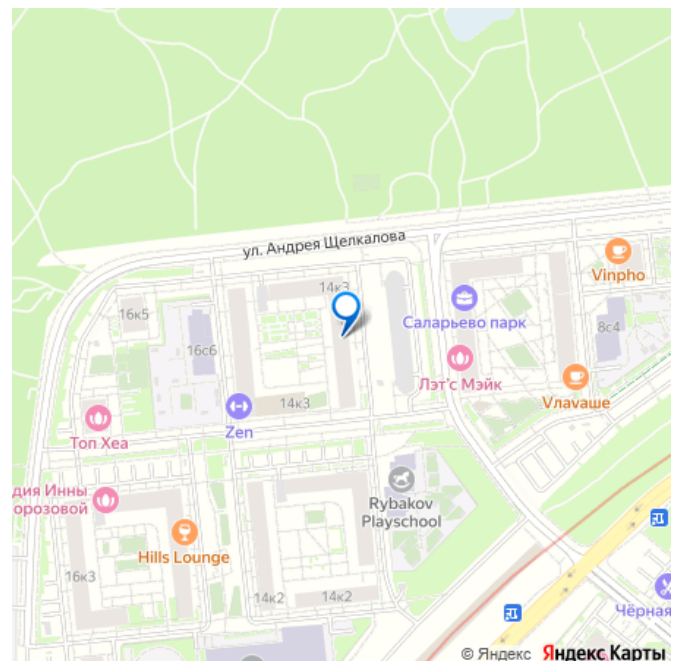 ул. Андрея Щелкалова
Vinpho
14к3
16к5
Саларьево парк
8с4
16с6
Лэт'с Мэйк
Vлаvаше
14к3
Zen
Топ Хеа
Rybakov
Playschool
дия Инны
орозовой
Hills Lounge
16к3
14к2
14к2
Чёрная
© Яндекс Яндекс Карты